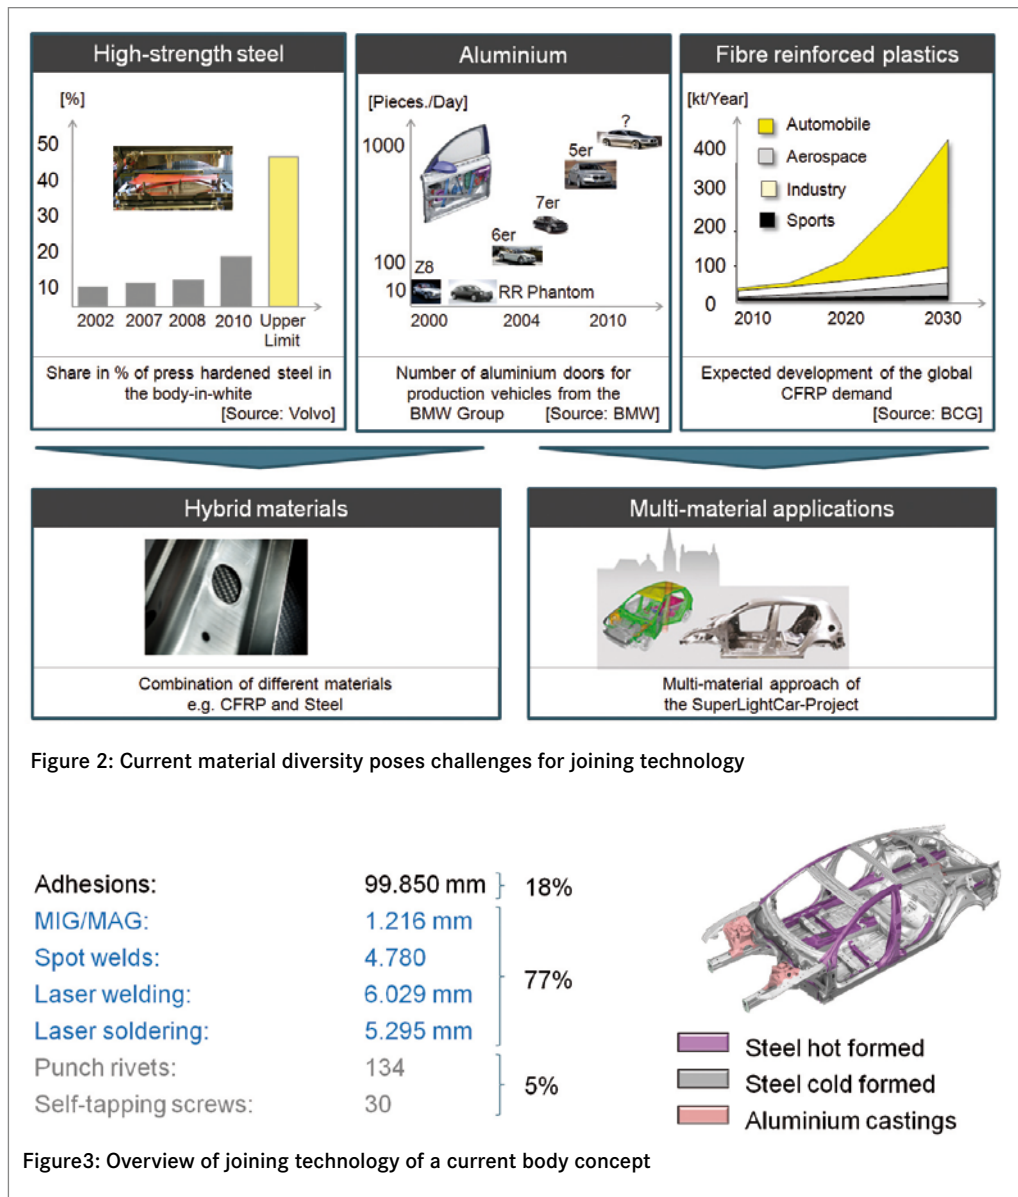 High-strength steel
[%]
50
40
30
20
10
2002 2007 2008 2010 Upper
Limit
Share in % of press hardened steel in
the body-in-white
[Source: Volvo]
Aluminium
[Pieces./Day]
1000
100
10
Z8
RR Phantom
6er
7er
5er
?
2000 2004 2010
Number of aluminium doors for
production vehicles from the
BMW Group [Source: BMW]
Fibre reinforced plastics
[kt/Year]
400
300
200
100
0
Automobile
Aerospace
Industry
Sports
2010 2020 2030
Expected development of the global
CFRP demand
[Source: BCG]
Hybrid materials
Combination of different materials
e.g. CFRP and Steel
Multi-material applications
Multi-material approach of
the SuperLightCar-Project
Figure 2: Current material diversity poses challenges for joining technology
Adhesions: 99.850 mm 18%
MIG/MAG: 1.216 mm
Spot welds: 4.780
77%
Laser welding: 6.029 mm
Laser soldering: 5.295 mm
Punch rivets: 134
5%
Self-tapping screws: 30
Steel hot formed
Steel cold formed
Aluminium castings
Figure3: Overview of joining technology of a current body concept